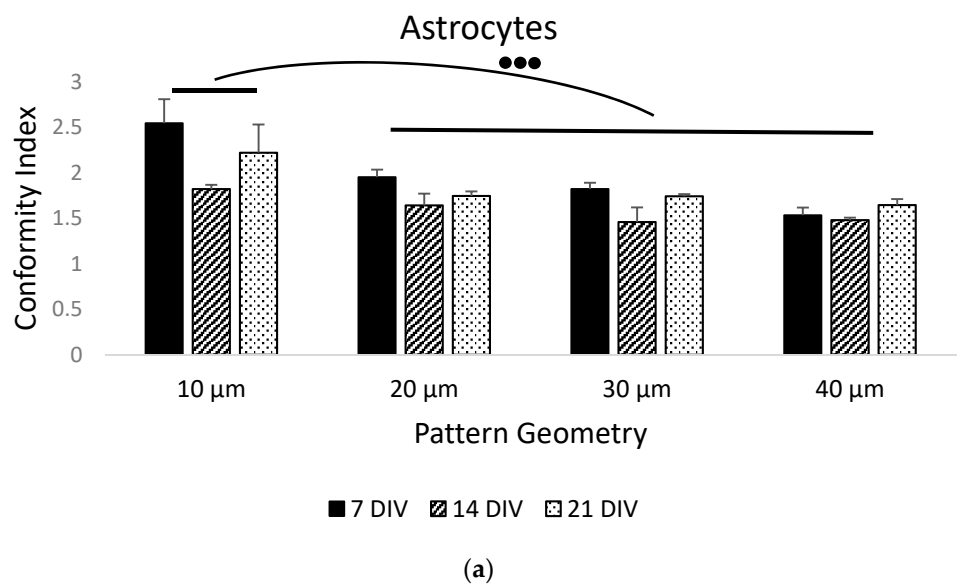 Astrocytes
●●●
3
2.5
2
1.5
1
0.5
0
Conformity Index
10 μm 20 μm 30 μm 40 μm
Pattern Geometry
7 DIV 14 DIV 21 DIV
(a)